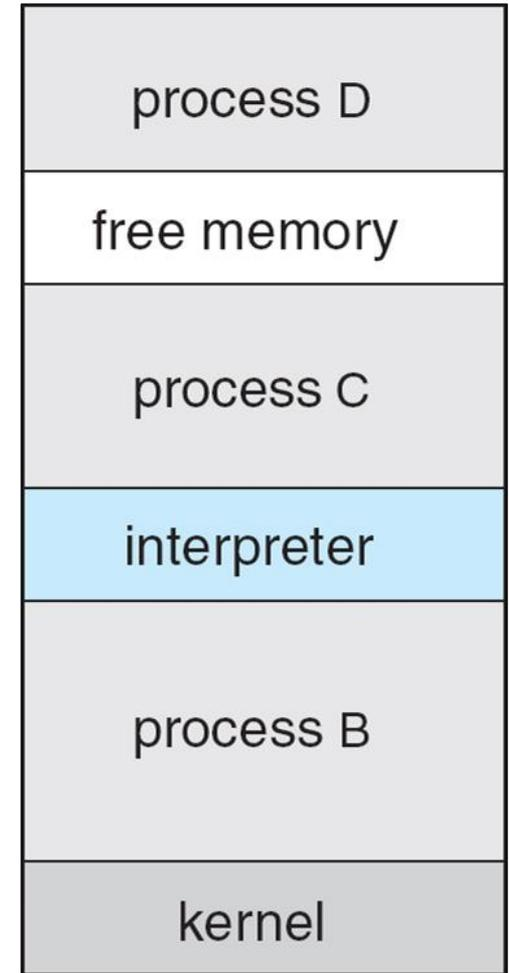 process D
free memory
process C
interpreter
process B
kernel